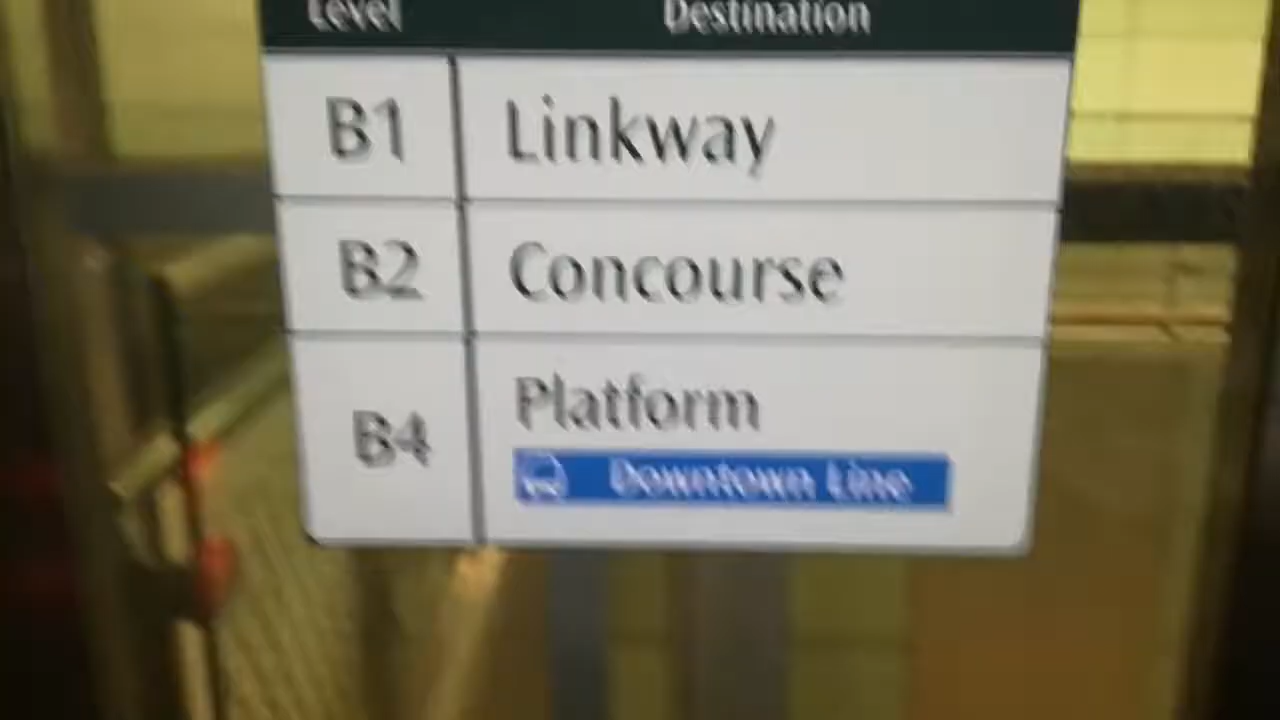 Level Destination
B1 Linkway
B2 Concourse
B4 Platform
Downtown Line